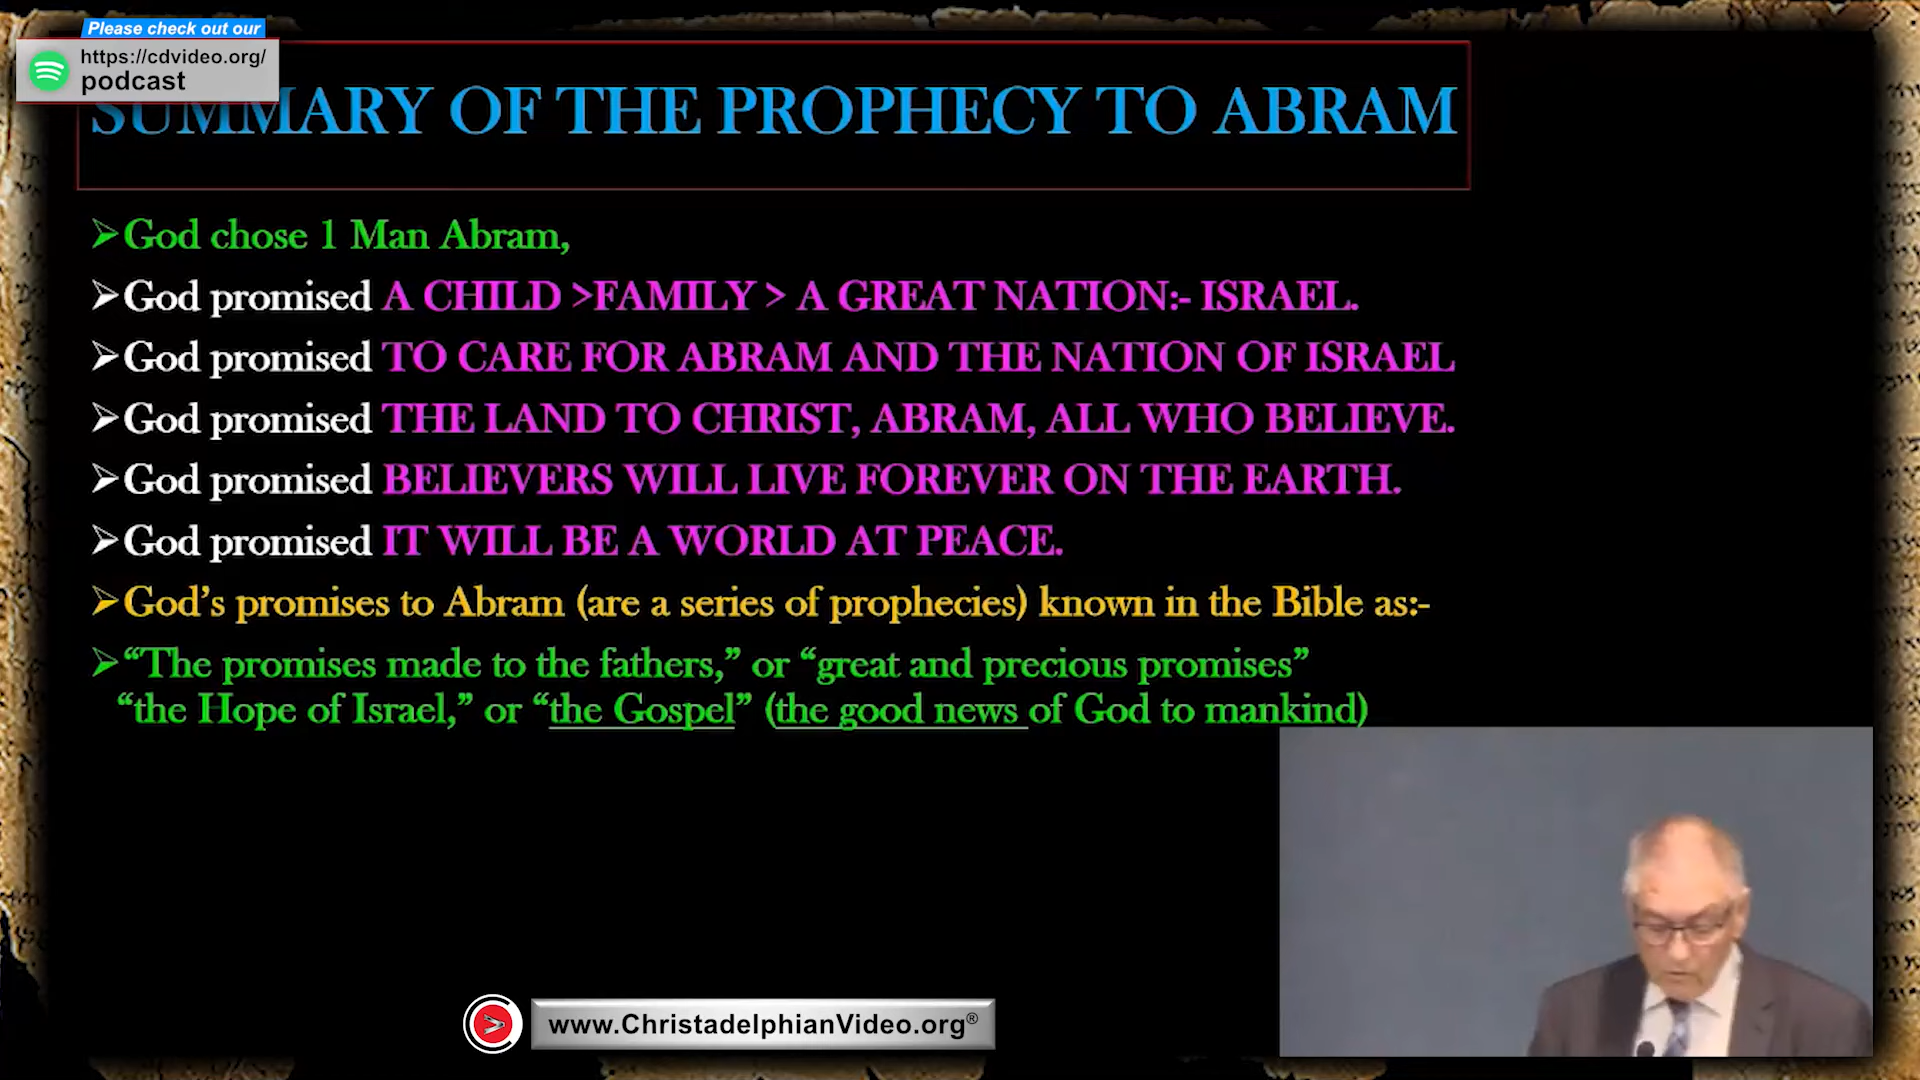 Please check out our
https://cdvideo.org/
podcast
SUMMARY OF THE PROPHECY TO ABRAM
➢God chose 1 Man Abram,
➢God promised A CHILD >FAMILY > A GREAT NATION:- ISRAEL.
➢God promised TO CARE FOR ABRAM AND THE NATION OF ISRAEL
➢God promised THE LAND TO CHRIST, ABRAM, ALL WHO BELIEVE.
➢God promised BELIEVERS WILL LIVE FOREVER ON THE EARTH.
➢God promised IT WILL BE A WORLD AT PEACE.
➢God’s promises to Abram (are a series of prophecies) known in the Bible as:-
➢“The promises made to the fathers,” or “great and precious promises”
“the Hope of Israel,” or “the Gospel” (the good news of God to mankind)
www.ChristadelphianVideo.org®